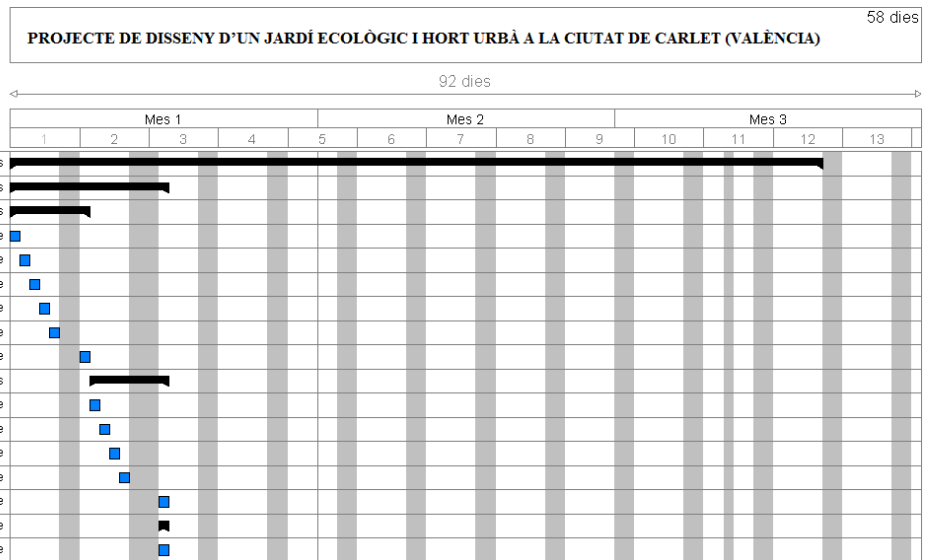 58 dies
PROJECTE DE DISSENY D’UN JARDÍ ECOLÒGIC I HORT URBÀ A LA CIUTAT DE CARLET (VALÈNCIA)
92 dies
Mes 1 Mes 2 Mes 3
1 2 3 4 5 6 7 8 9 10 11 12 13
s
s
s
e
e
e
e
e
e
s
e
e
e
e
e
e
e